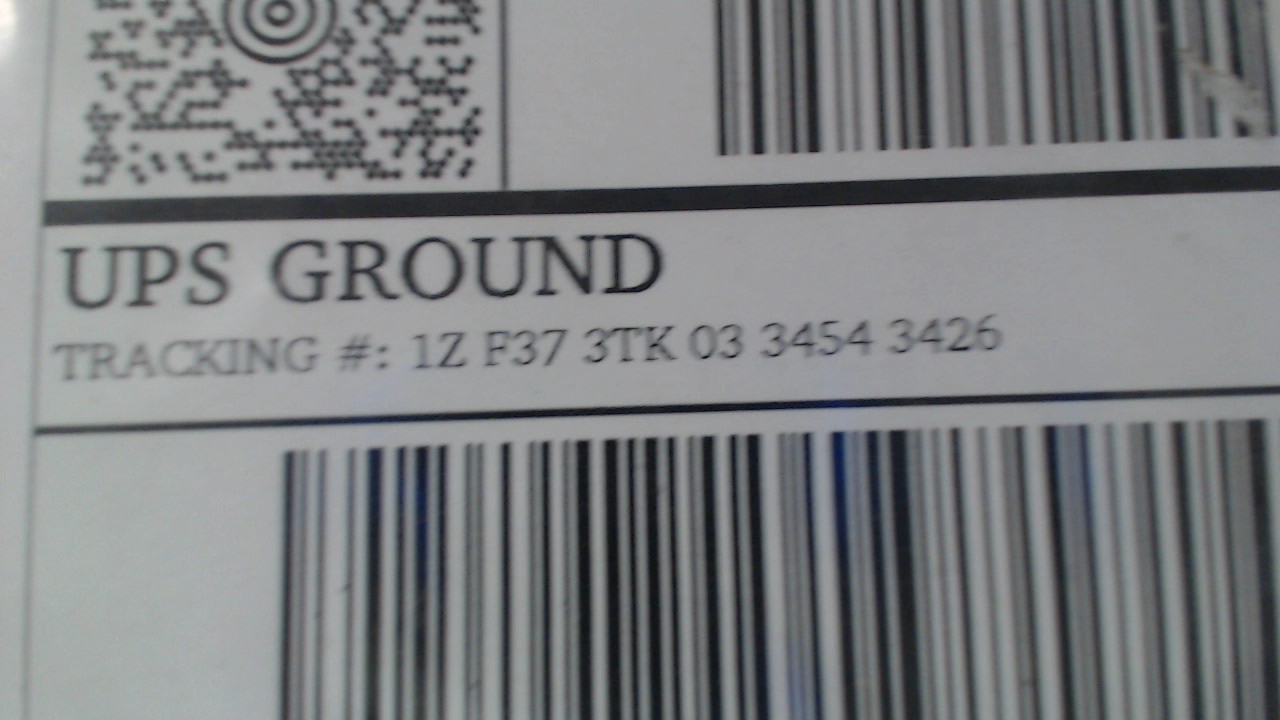 UPS GROUND
TRACKING #: 1Z F37 3TK 03 3454 3426